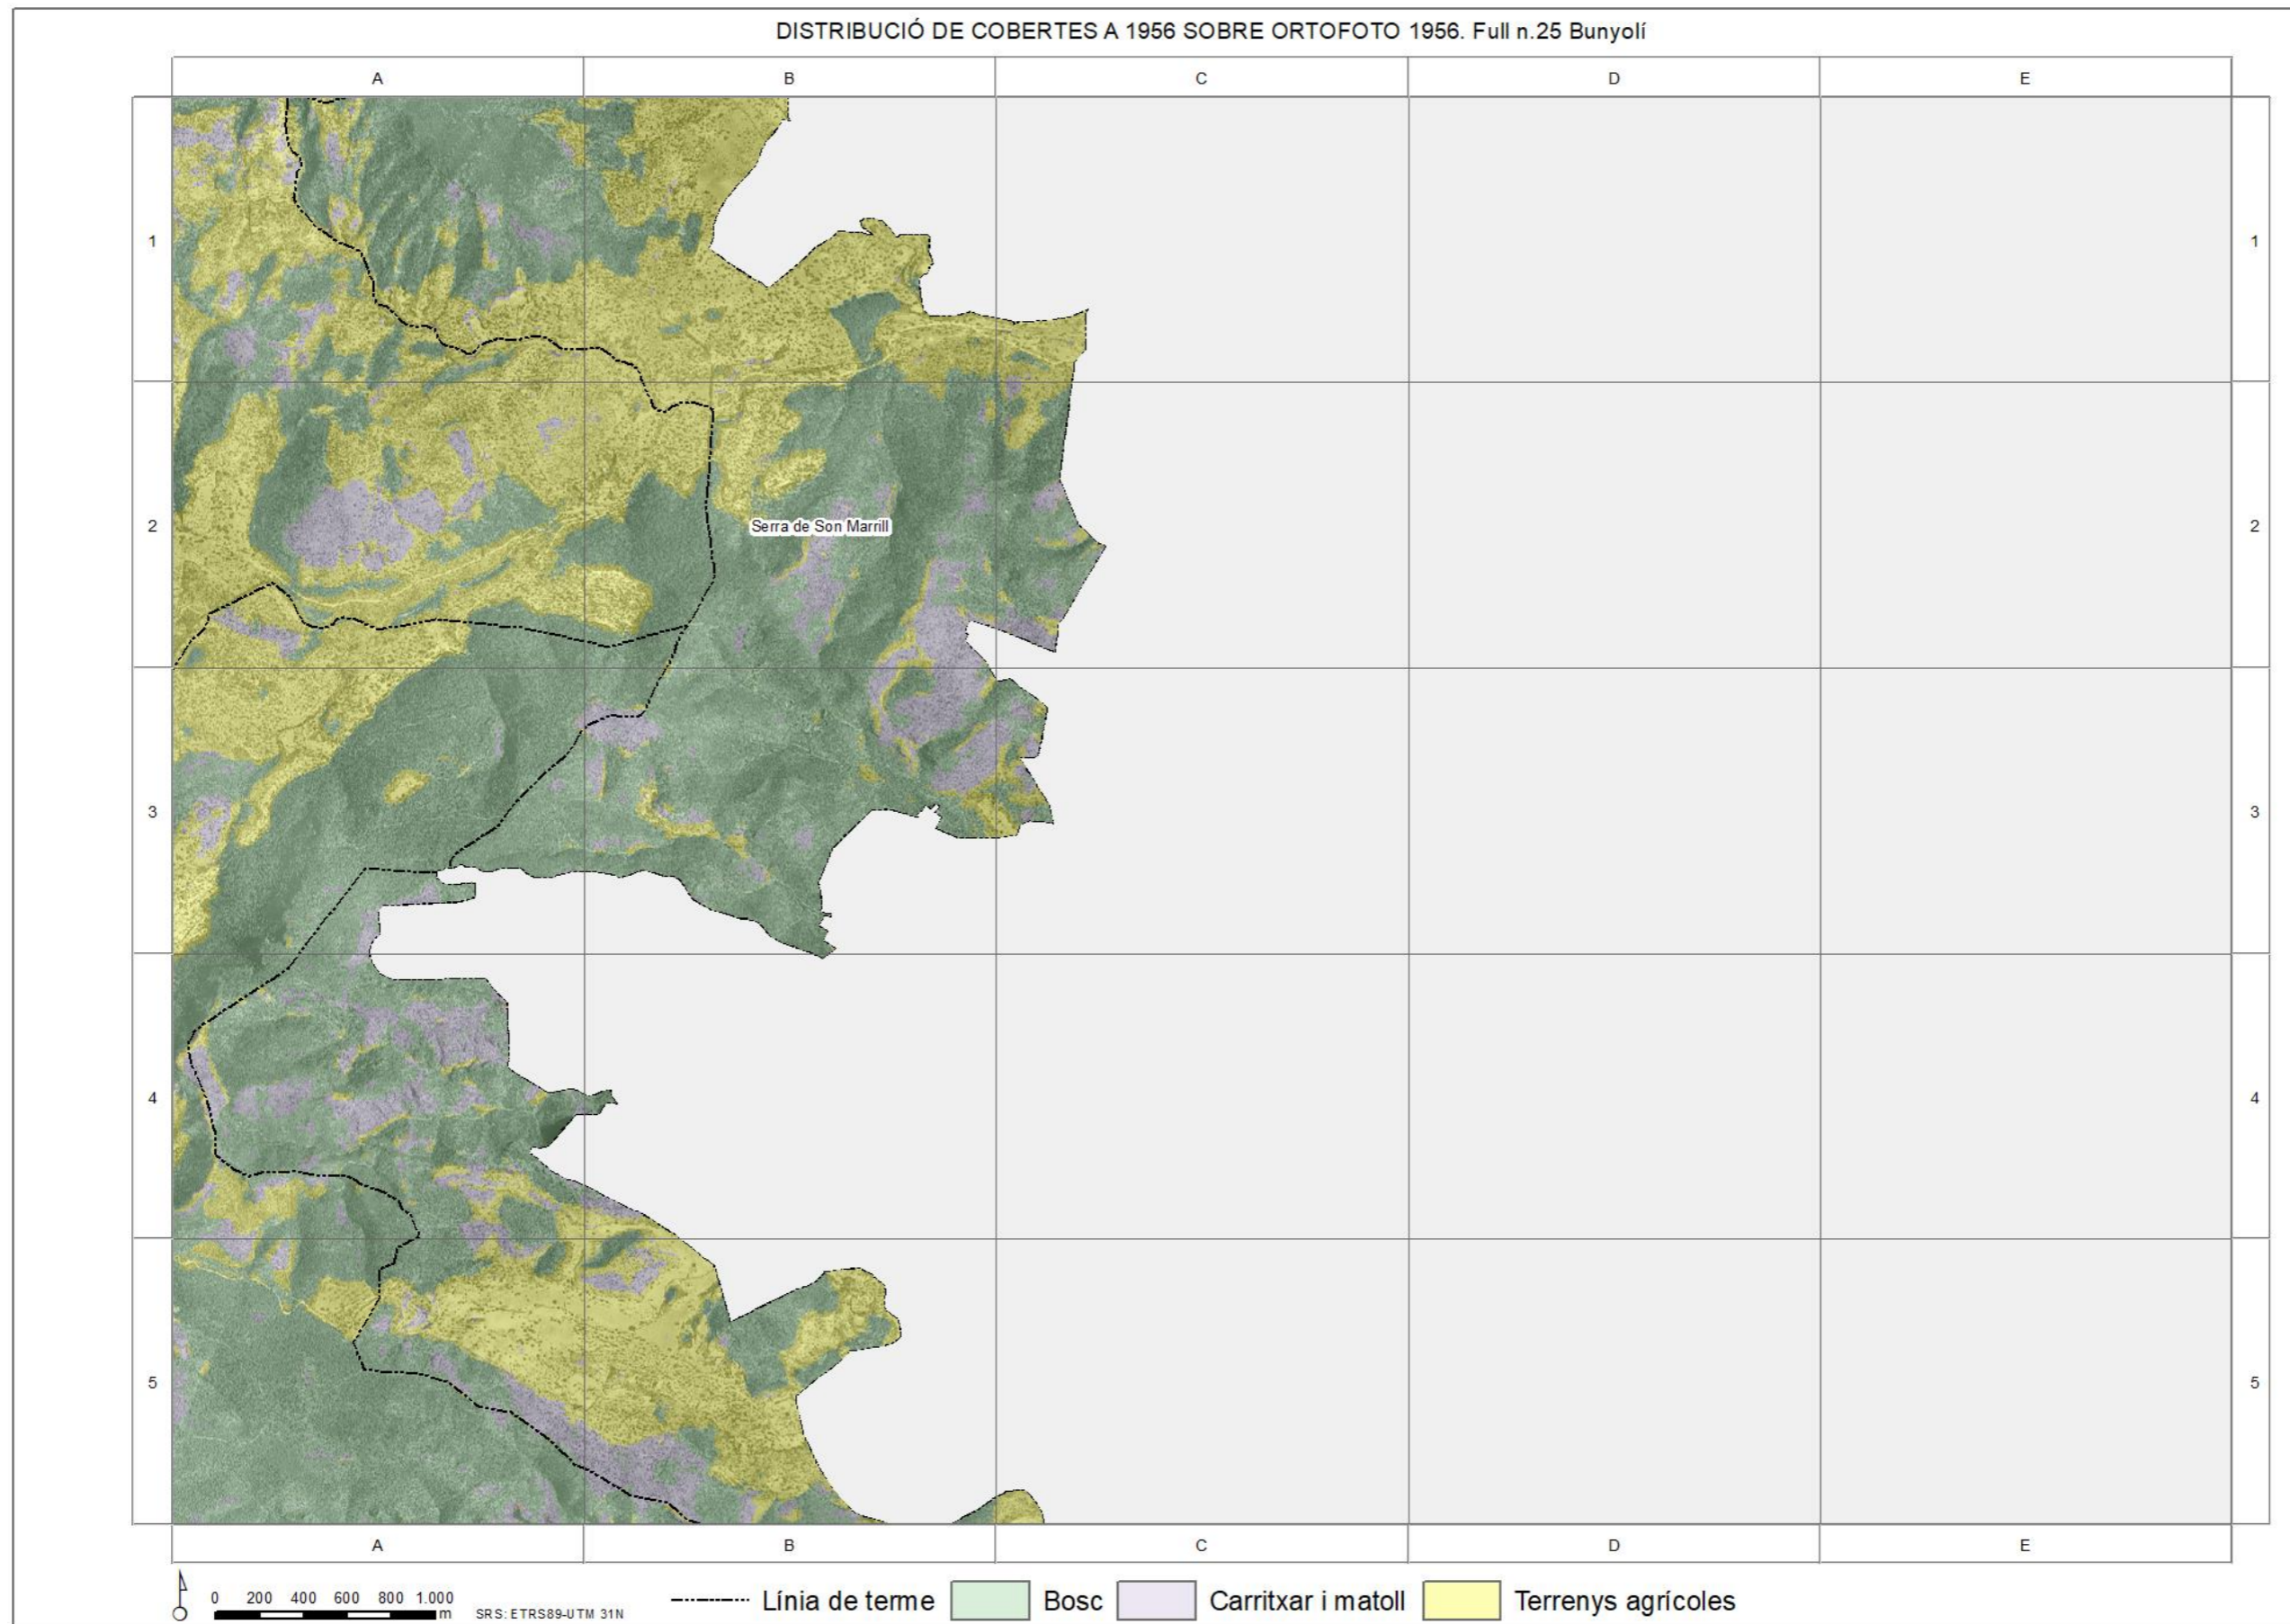 DISTRIBUCIÓ DE COBERTES A 1956 SOBRE ORTOFOTO 1956. Full n.25 Bunyolí
A B C D E
1 1
2 Serra de Son Marrill 2
3 3
4 4
5 5
A B C D E
0 200 400 600 800 1.000 m SRS: ETRS89-UTM 31N Línia de terme Bosc Carritxar i matoll Terrenys agrícoles